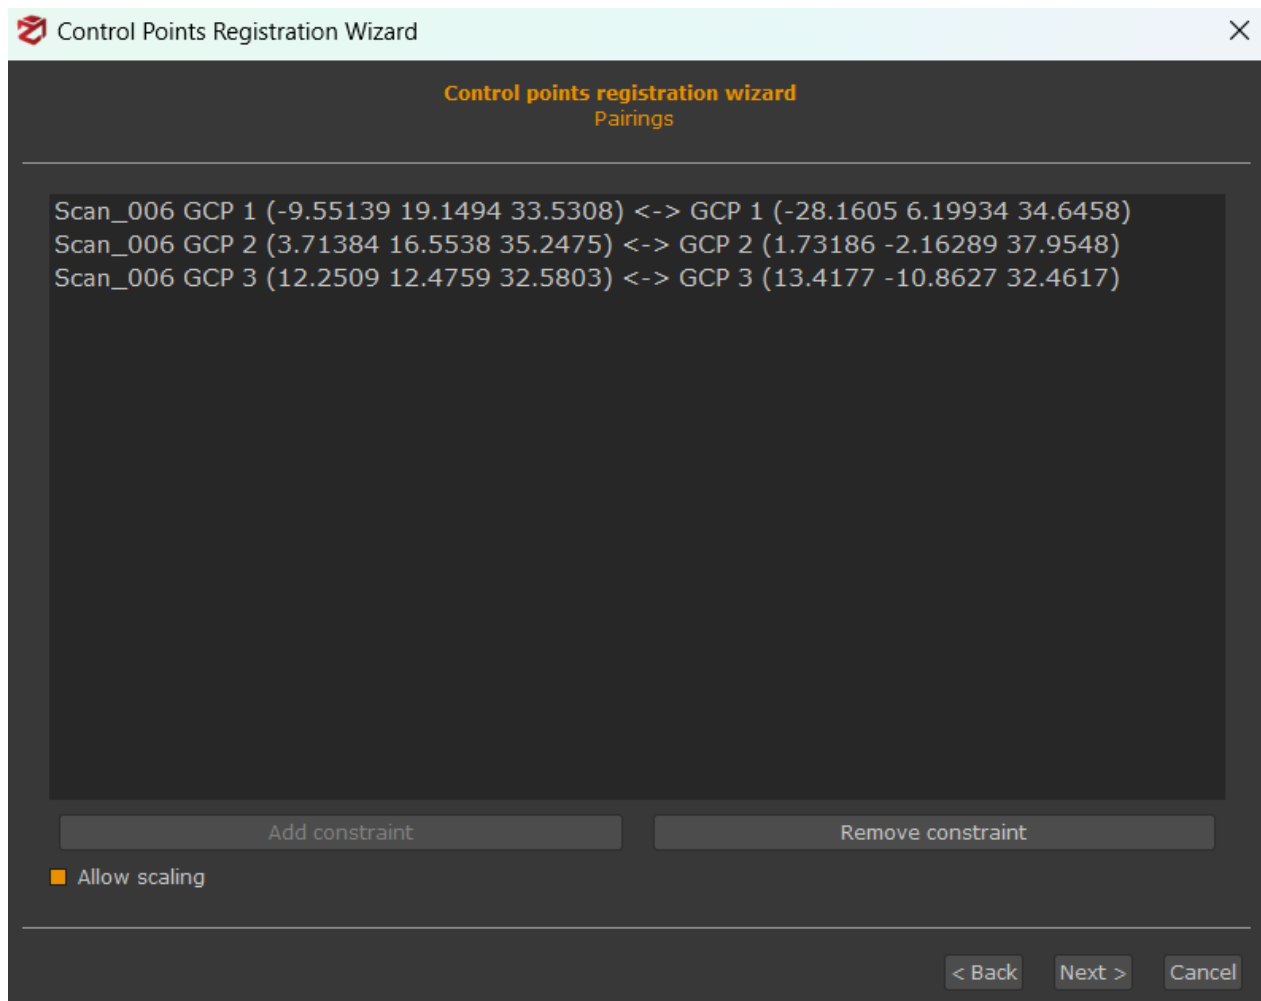 Control Points Registration Wizard
Control points registration wizard
Pairings
Scan_006 GCP 1 (-9.55139 19.1494 33.5308) <-> GCP 1 (-28.1605 6.19934 34.6458)
Scan_006 GCP 2 (3.71384 16.5538 35.2475) <-> GCP 2 (1.73186 -2.16289 37.9548)
Scan_006 GCP 3 (12.2509 12.4759 32.5803) <-> GCP 3 (13.4177 -10.8627 32.4617)
Add constraint Remove constraint
Allow scaling
< Back Next > Cancel